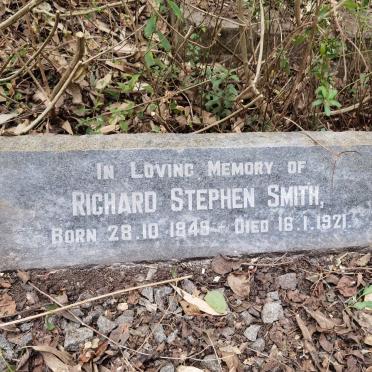 IN LOVING MEMORY OF
RICHARD STEPHEN SMITH,
BORN 28.10.1849 DIED 16.1.1921.